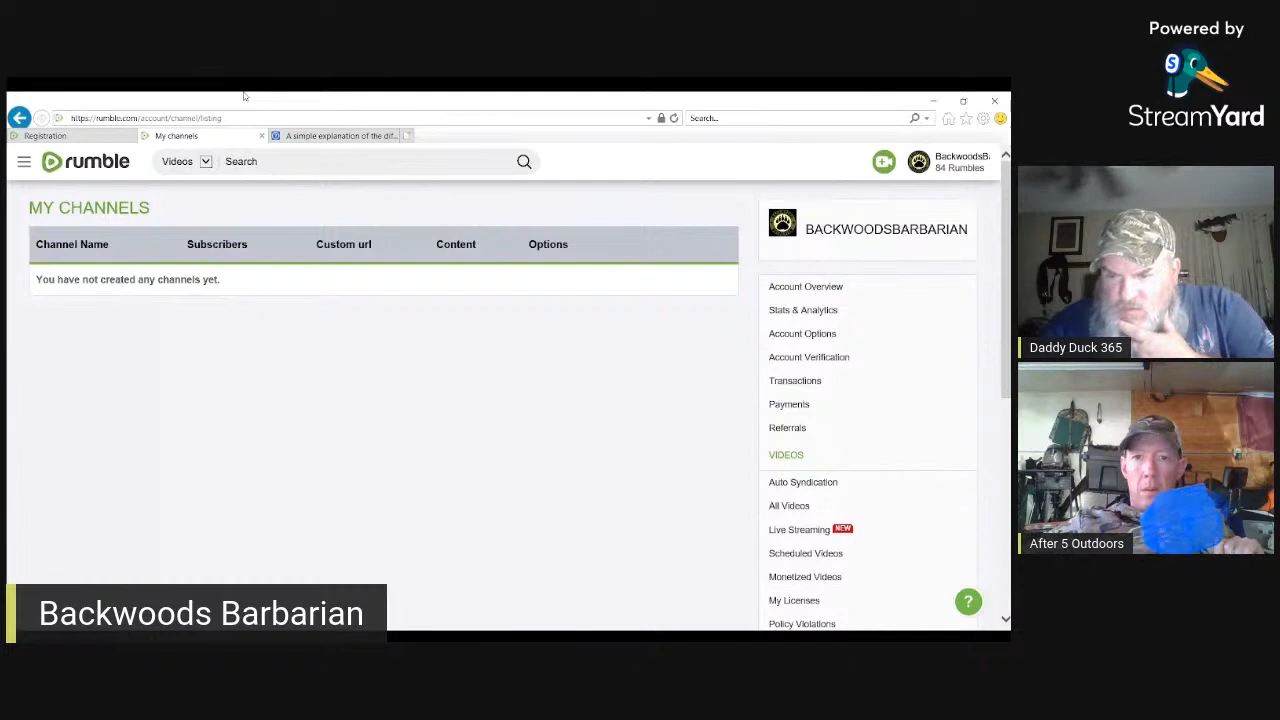 Powered by
StreamYard
https://rumble.com/account/channel/listing
Search...
Registration
My channels
A simple explanation of the dif...
rumble
Videos
Search
BackwoodsBa
84 Rumbles
MY CHANNELS
Channel Name Subscribers Custom url Content Options
You have not created any channels yet.
BACKWOODSBARBARIAN
Account Overview
Stats & Analytics
Account Options
Account Verification
Transactions
Payments
Referrals
VIDEOS
Auto Syndication
All Videos
Live Streaming NEW
Scheduled Videos
Monetized Videos
My Licenses
Policy Violations
?
Daddy Duck 365
After 5 Outdoors
Backwoods Barbarian